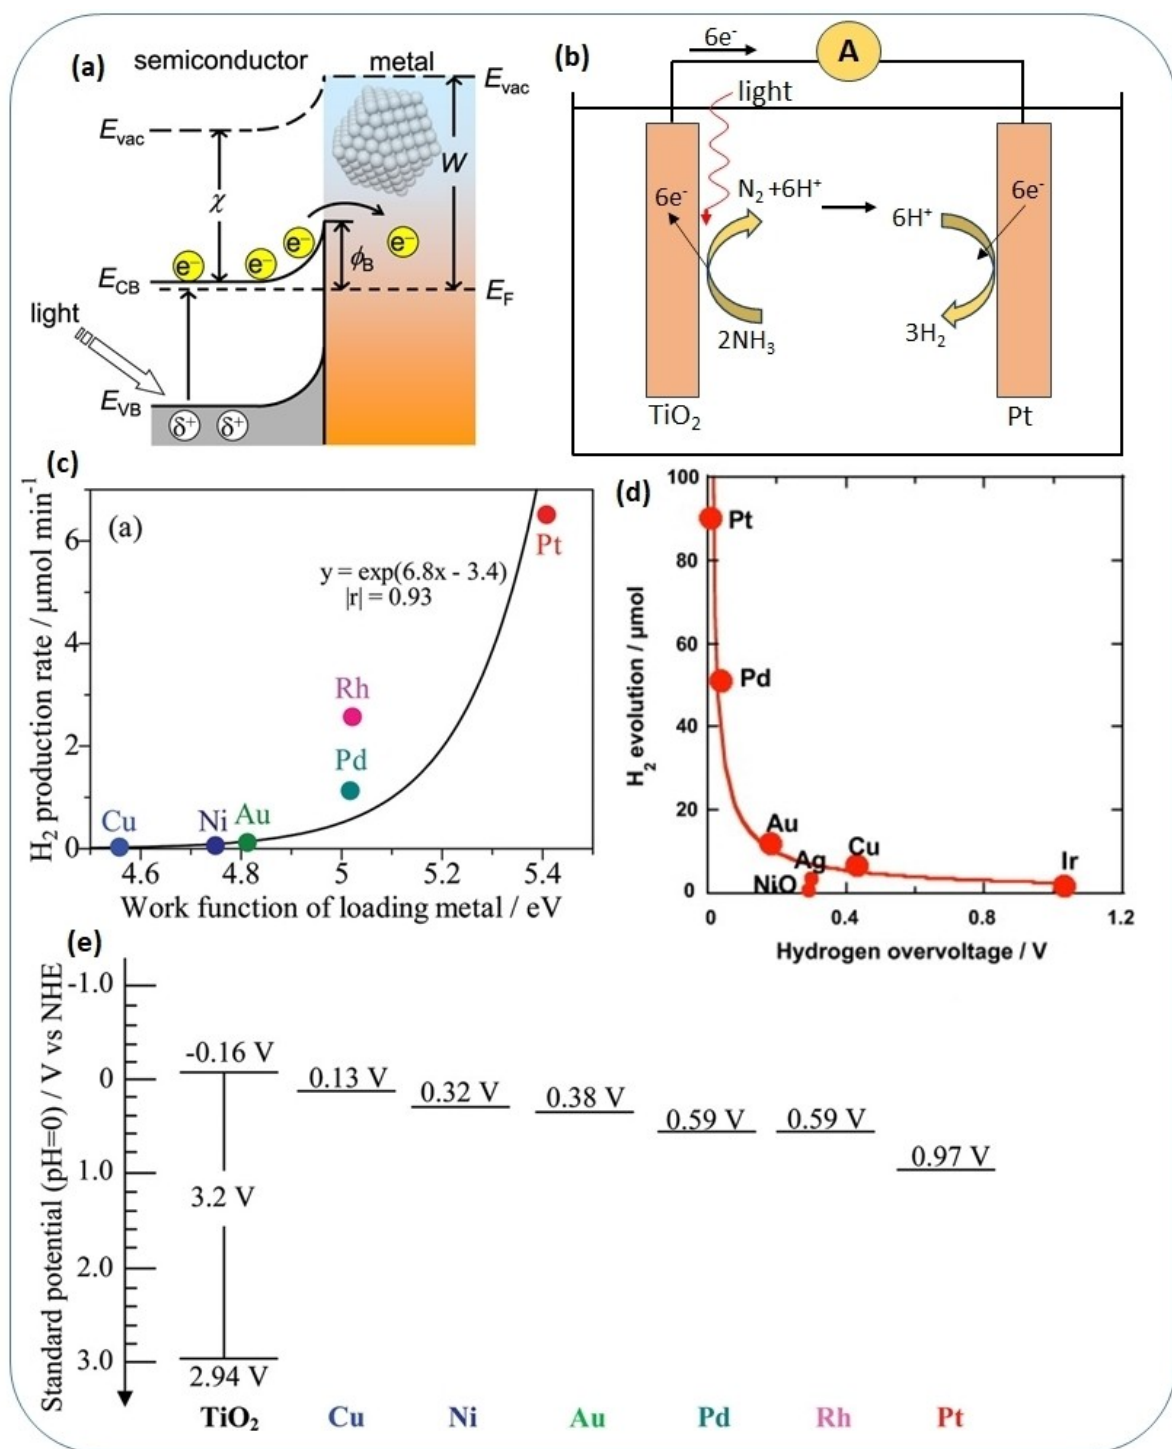 (a)
semiconductor
metal
Evac
Evac
χ
W
e⁻ e⁻ e⁻ e⁻
ϕB
ECB
EF
light
EVB
δ⁺ δ⁺
(b)
6e⁻
A
light
6e⁻
N₂ +6H⁺
6H⁺
6e⁻
2NH₃
3H₂
TiO₂
Pt
(c)
(a)
H₂ production rate / μmol min⁻¹
6
4
2
0
y = exp(6.8x - 3.4)
|r| = 0.93
Pt
Rh
Pd
Cu
Ni
Au
4.6 4.8 5 5.2 5.4
Work function of loading metal / eV
(d)
H₂ evolution / μmol
100
80
60
40
20
0
Pt
Pd
Au
Ag
Cu
NiO
Ir
0 0.4 0.8 1.2
Hydrogen overvoltage / V
(e)
Standard potential (pH=0) / V vs NHE
-1.0
0
1.0
2.0
3.0
-0.16 V
3.2 V
2.94 V
0.13 V
0.32 V
0.38 V
0.59 V
0.59 V
0.97 V
TiO₂ Cu Ni Au Pd Rh Pt